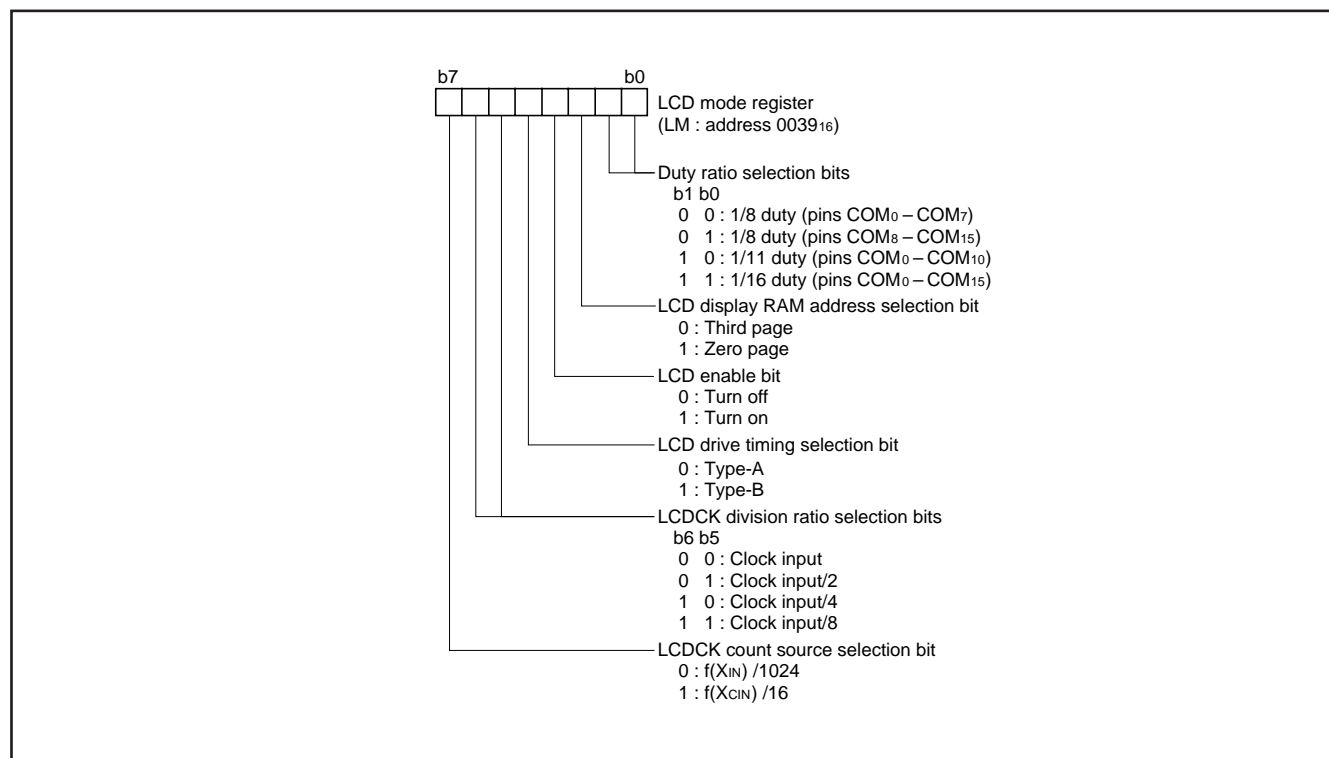 b7 b0
LCD mode register
(LM : address 0039₁₆)
Duty ratio selection bits
b1 b0
0 0 : 1/8 duty (pins COM₀ – COM₇)
0 1 : 1/8 duty (pins COM₈ – COM₁₅)
1 0 : 1/11 duty (pins COM₀ – COM₁₀)
1 1 : 1/16 duty (pins COM₀ – COM₁₅)
LCD display RAM address selection bit
0 : Third page
1 : Zero page
LCD enable bit
0 : Turn off
1 : Turn on
LCD drive timing selection bit
0 : Type-A
1 : Type-B
LCDCK division ratio selection bits
b6 b5
0 0 : Clock input
0 1 : Clock input/2
1 0 : Clock input/4
1 1 : Clock input/8
LCDCK count source selection bit
0 : f(XIN) /1024
1 : f(XCIN) /16